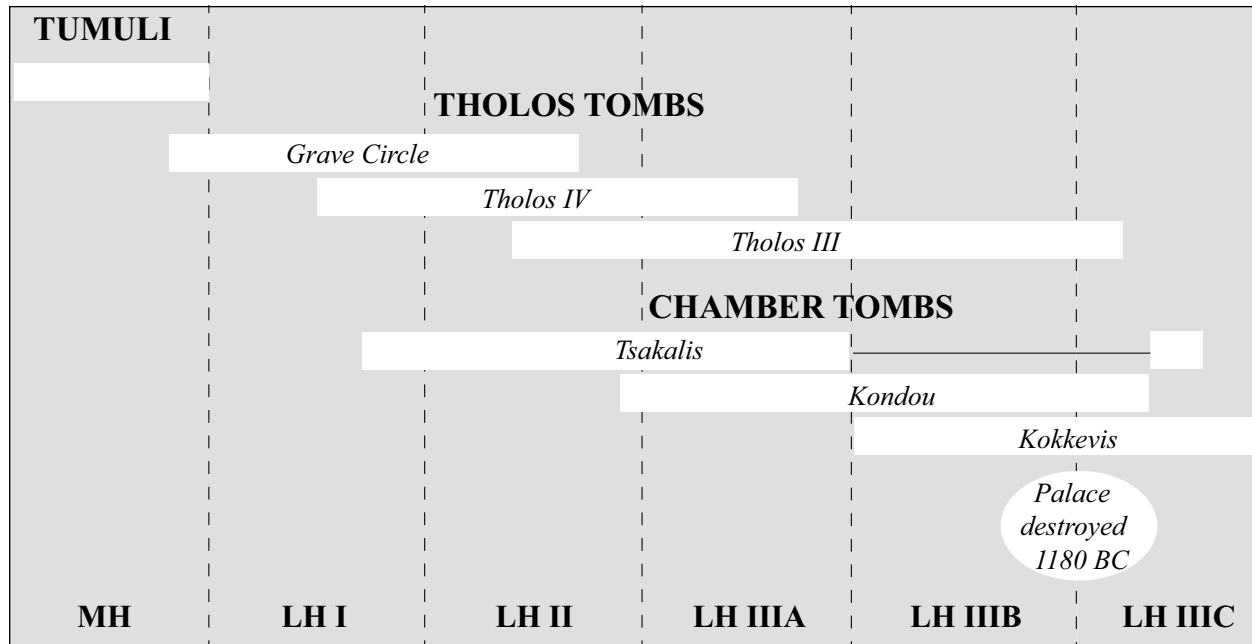 TUMULI
THOLOS TOMBS
Grave Circle
Tholos IV
Tholos III
CHAMBER TOMBS
Tsakalis
Kondou
Kokkevis
Palace
destroyed
1180 BC
MH LH I LH II LH IIIA LH IIIB LH IIIC